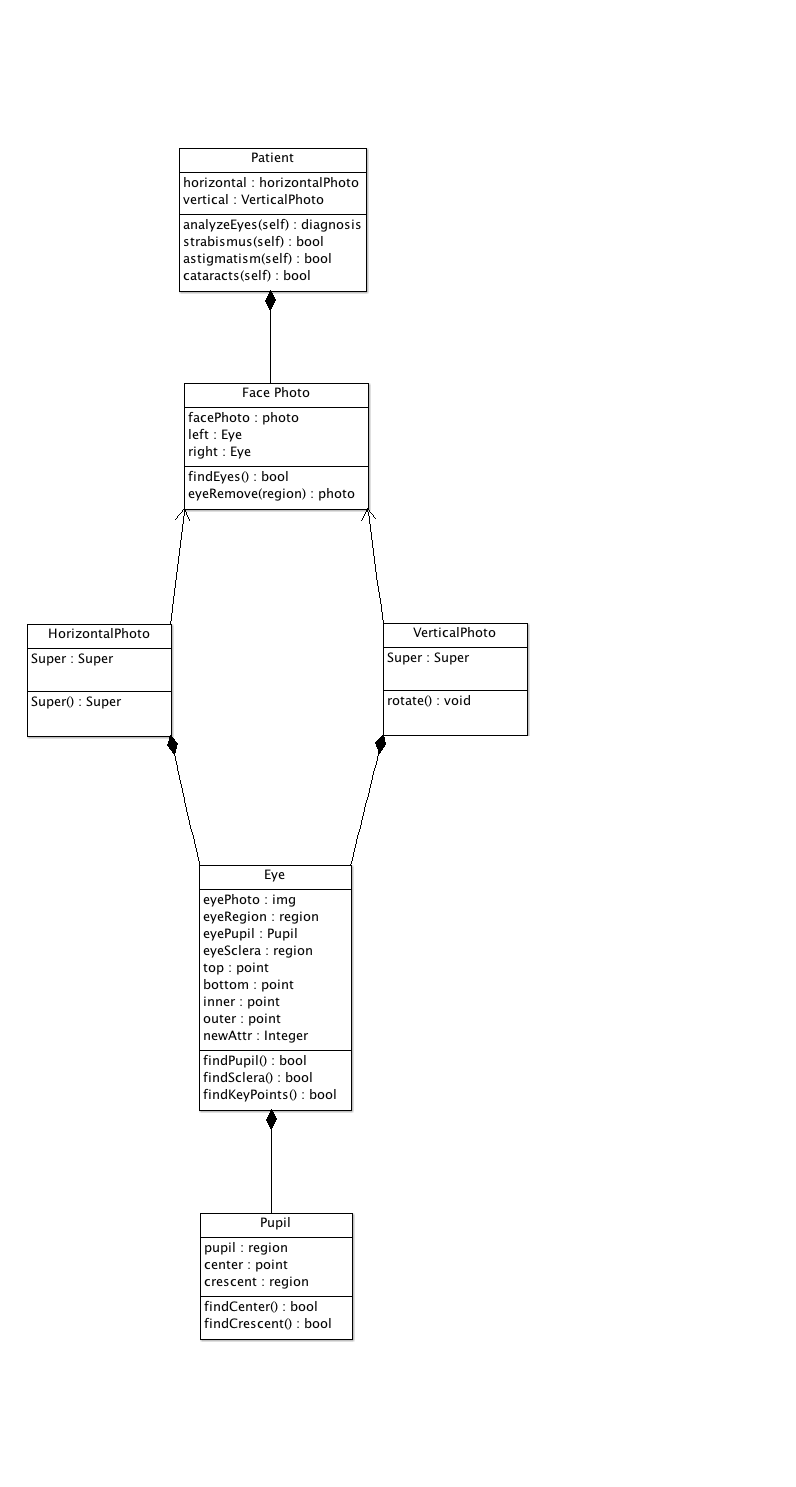 Patient
horizontal : horizontalPhoto
vertical : VerticalPhoto
analyzeEyes(self) : diagnosis
strabismus(self) : bool
astigmatism(self) : bool
cataracts(self) : bool
Face Photo
facePhoto : photo
left : Eye
right : Eye
findEyes() : bool
eyeRemove(region) : photo
HorizontalPhoto
Super : Super
Super() : Super
VerticalPhoto
Super : Super
rotate() : void
Eye
eyePhoto : img
eyeRegion : region
eyePupil : Pupil
eyeSclera : region
top : point
bottom : point
inner : point
outer : point
newAttr : Integer
findPupil() : bool
findSclera() : bool
findKeyPoints() : bool
Pupil
pupil : region
center : point
crescent : region
findCenter() : bool
findCrescent() : bool